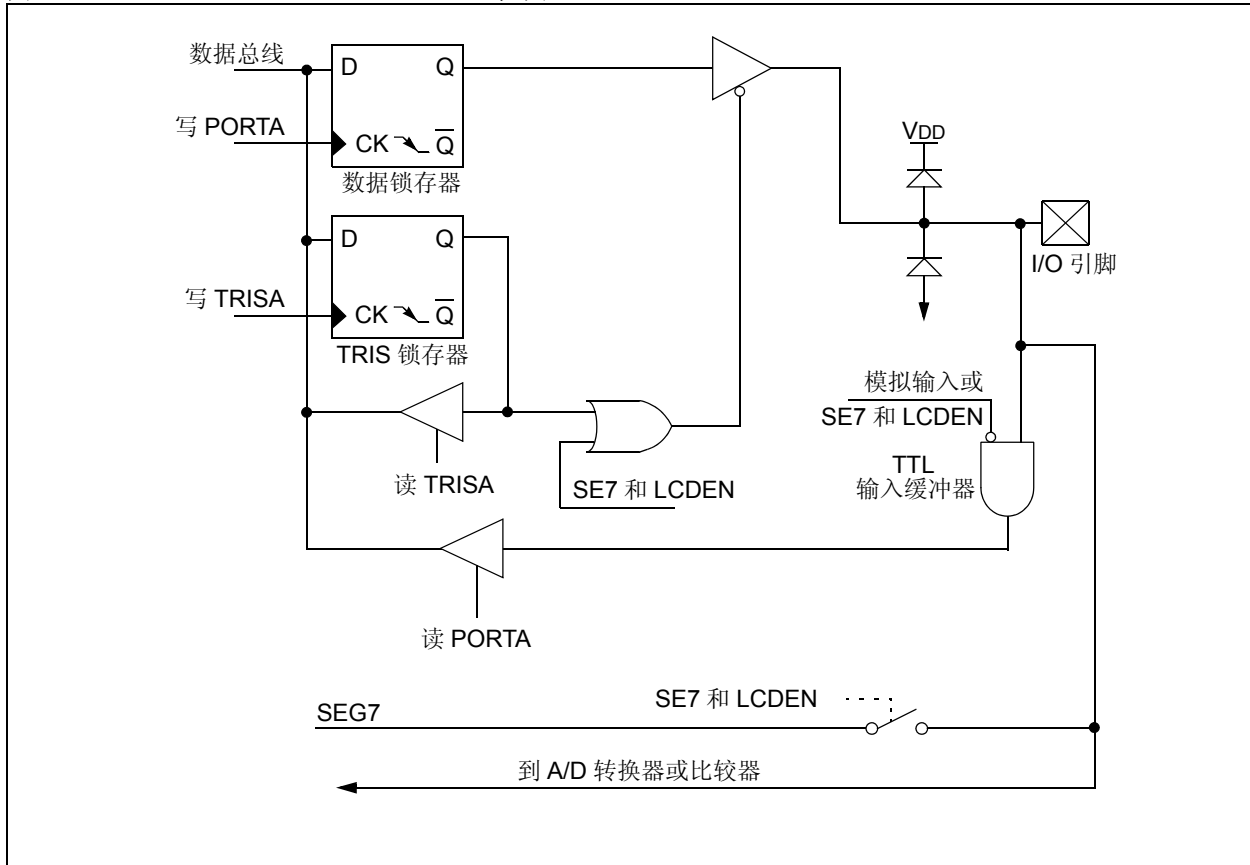 数据总线
D Q
写 PORTA
CK Q
数据锁存器
VDD
D Q
I/O 引脚
写 TRISA
CK Q
TRIS 锁存器
模拟输入或
SE7 和 LCDEN
TTL
输入缓冲器
读 TRISA
SE7 和 LCDEN
读 PORTA
SE7 和 LCDEN
SEG7
到 A/D 转换器或比较器